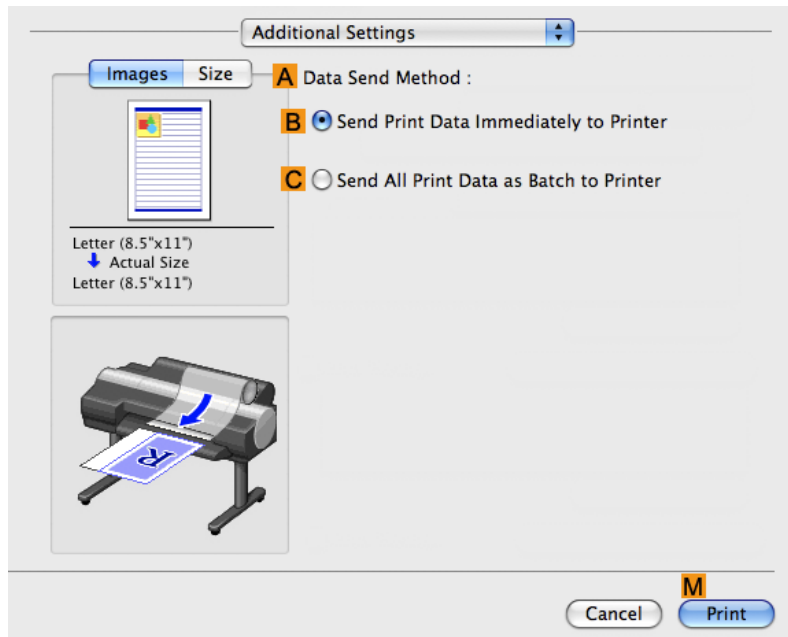 Additional Settings
Images Size
A Data Send Method :
B Send Print Data Immediately to Printer
C Send All Print Data as Batch to Printer
Letter (8.5"x11")
Actual Size
Letter (8.5"x11")
R
M
Cancel Print